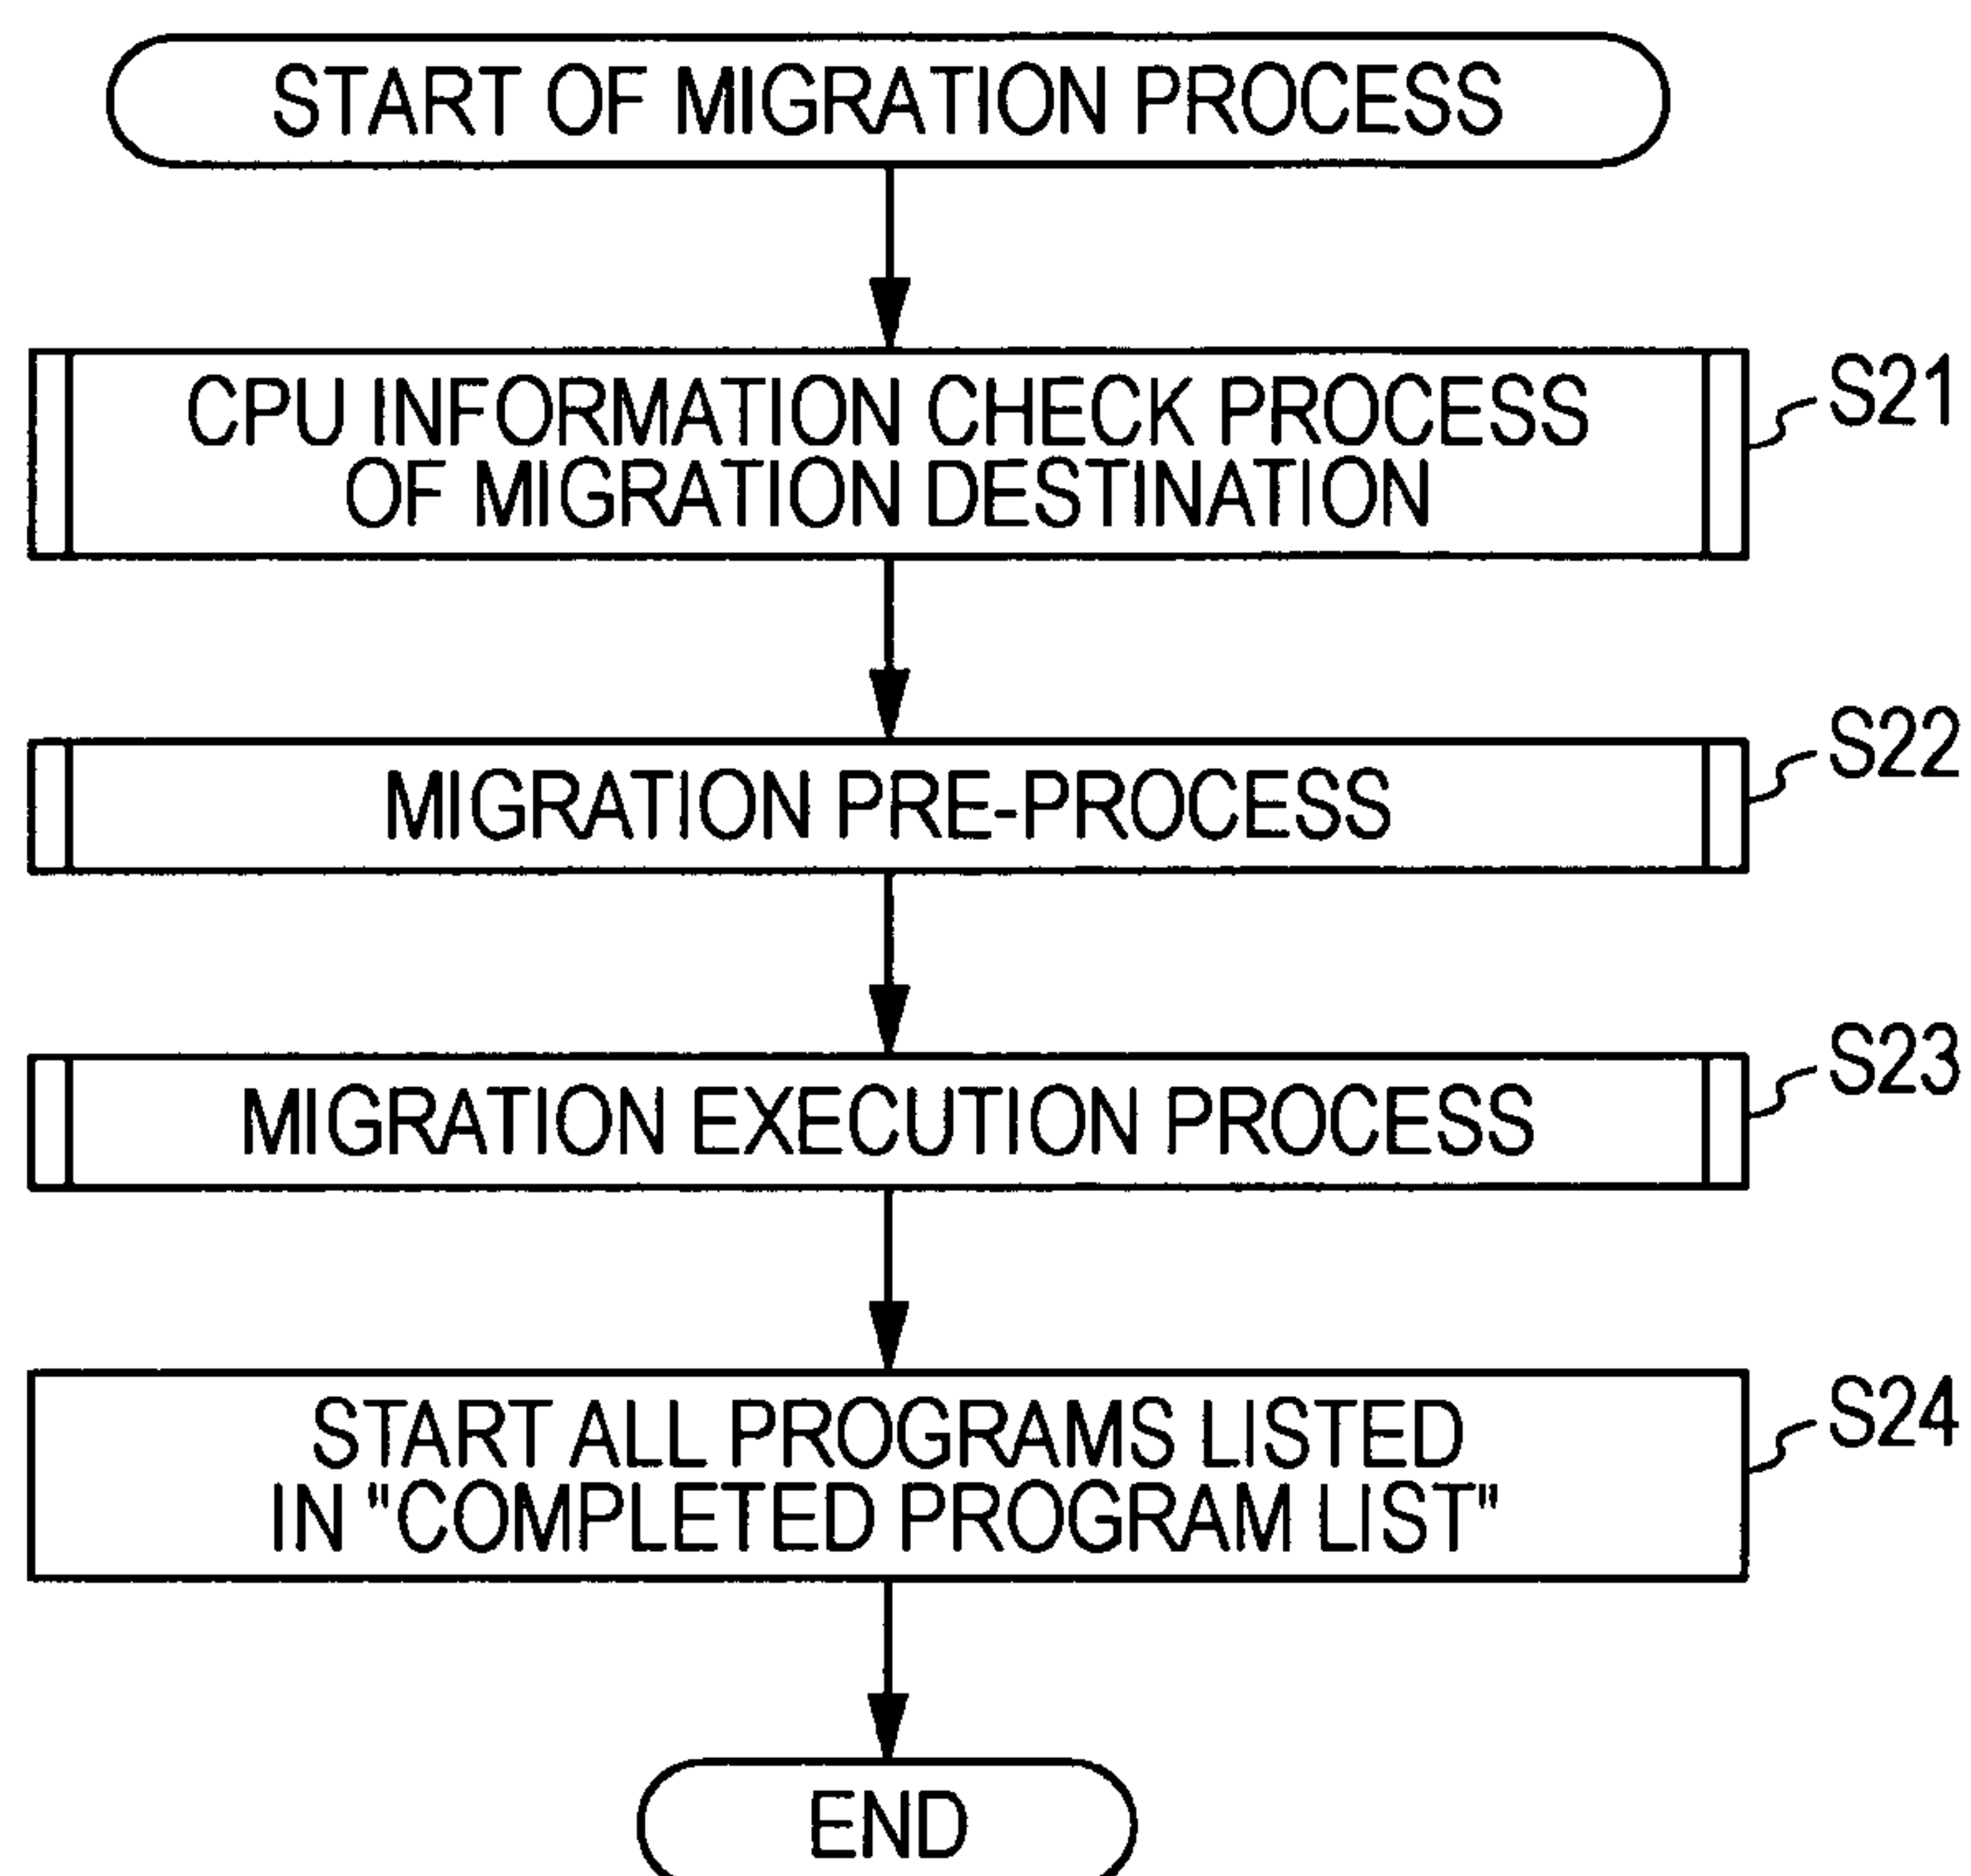 START OF MIGRATION PROCESS
CPU INFORMATION CHECK PROCESS
OF MIGRATION DESTINATION
S21
MIGRATION PRE-PROCESS
S22
MIGRATION EXECUTION PROCESS
S23
START ALL PROGRAMS LISTED
IN "COMPLETED PROGRAM LIST"
S24
END